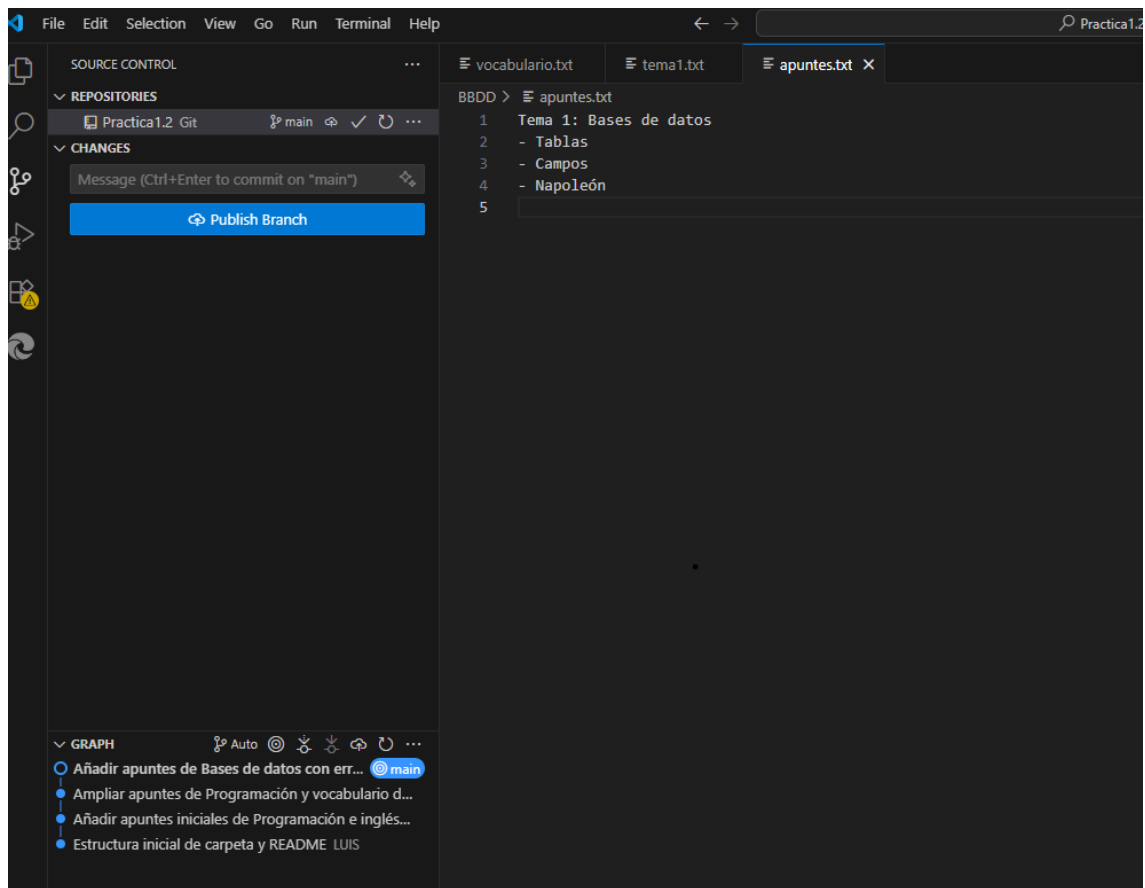 File Edit Selection View Go Run Terminal Help
Practica1.2
SOURCE CONTROL
REPOSITORIES
Practica1.2 Git main
CHANGES
Message (Ctrl+Enter to commit on "main")
Publish Branch
GRAPH
Auto
Añadir apuntes de Bases de datos con err... main
Ampliar apuntes de Programación y vocabulario d...
Añadir apuntes iniciales de Programación e inglés...
Estructura inicial de carpeta y README LUIS
vocabulario.txt tema1.txt apuntes.txt
BBDD > apuntes.txt
1 Tema 1: Bases de datos
2 - Tablas
3 - Campos
4 - Napoleón
5